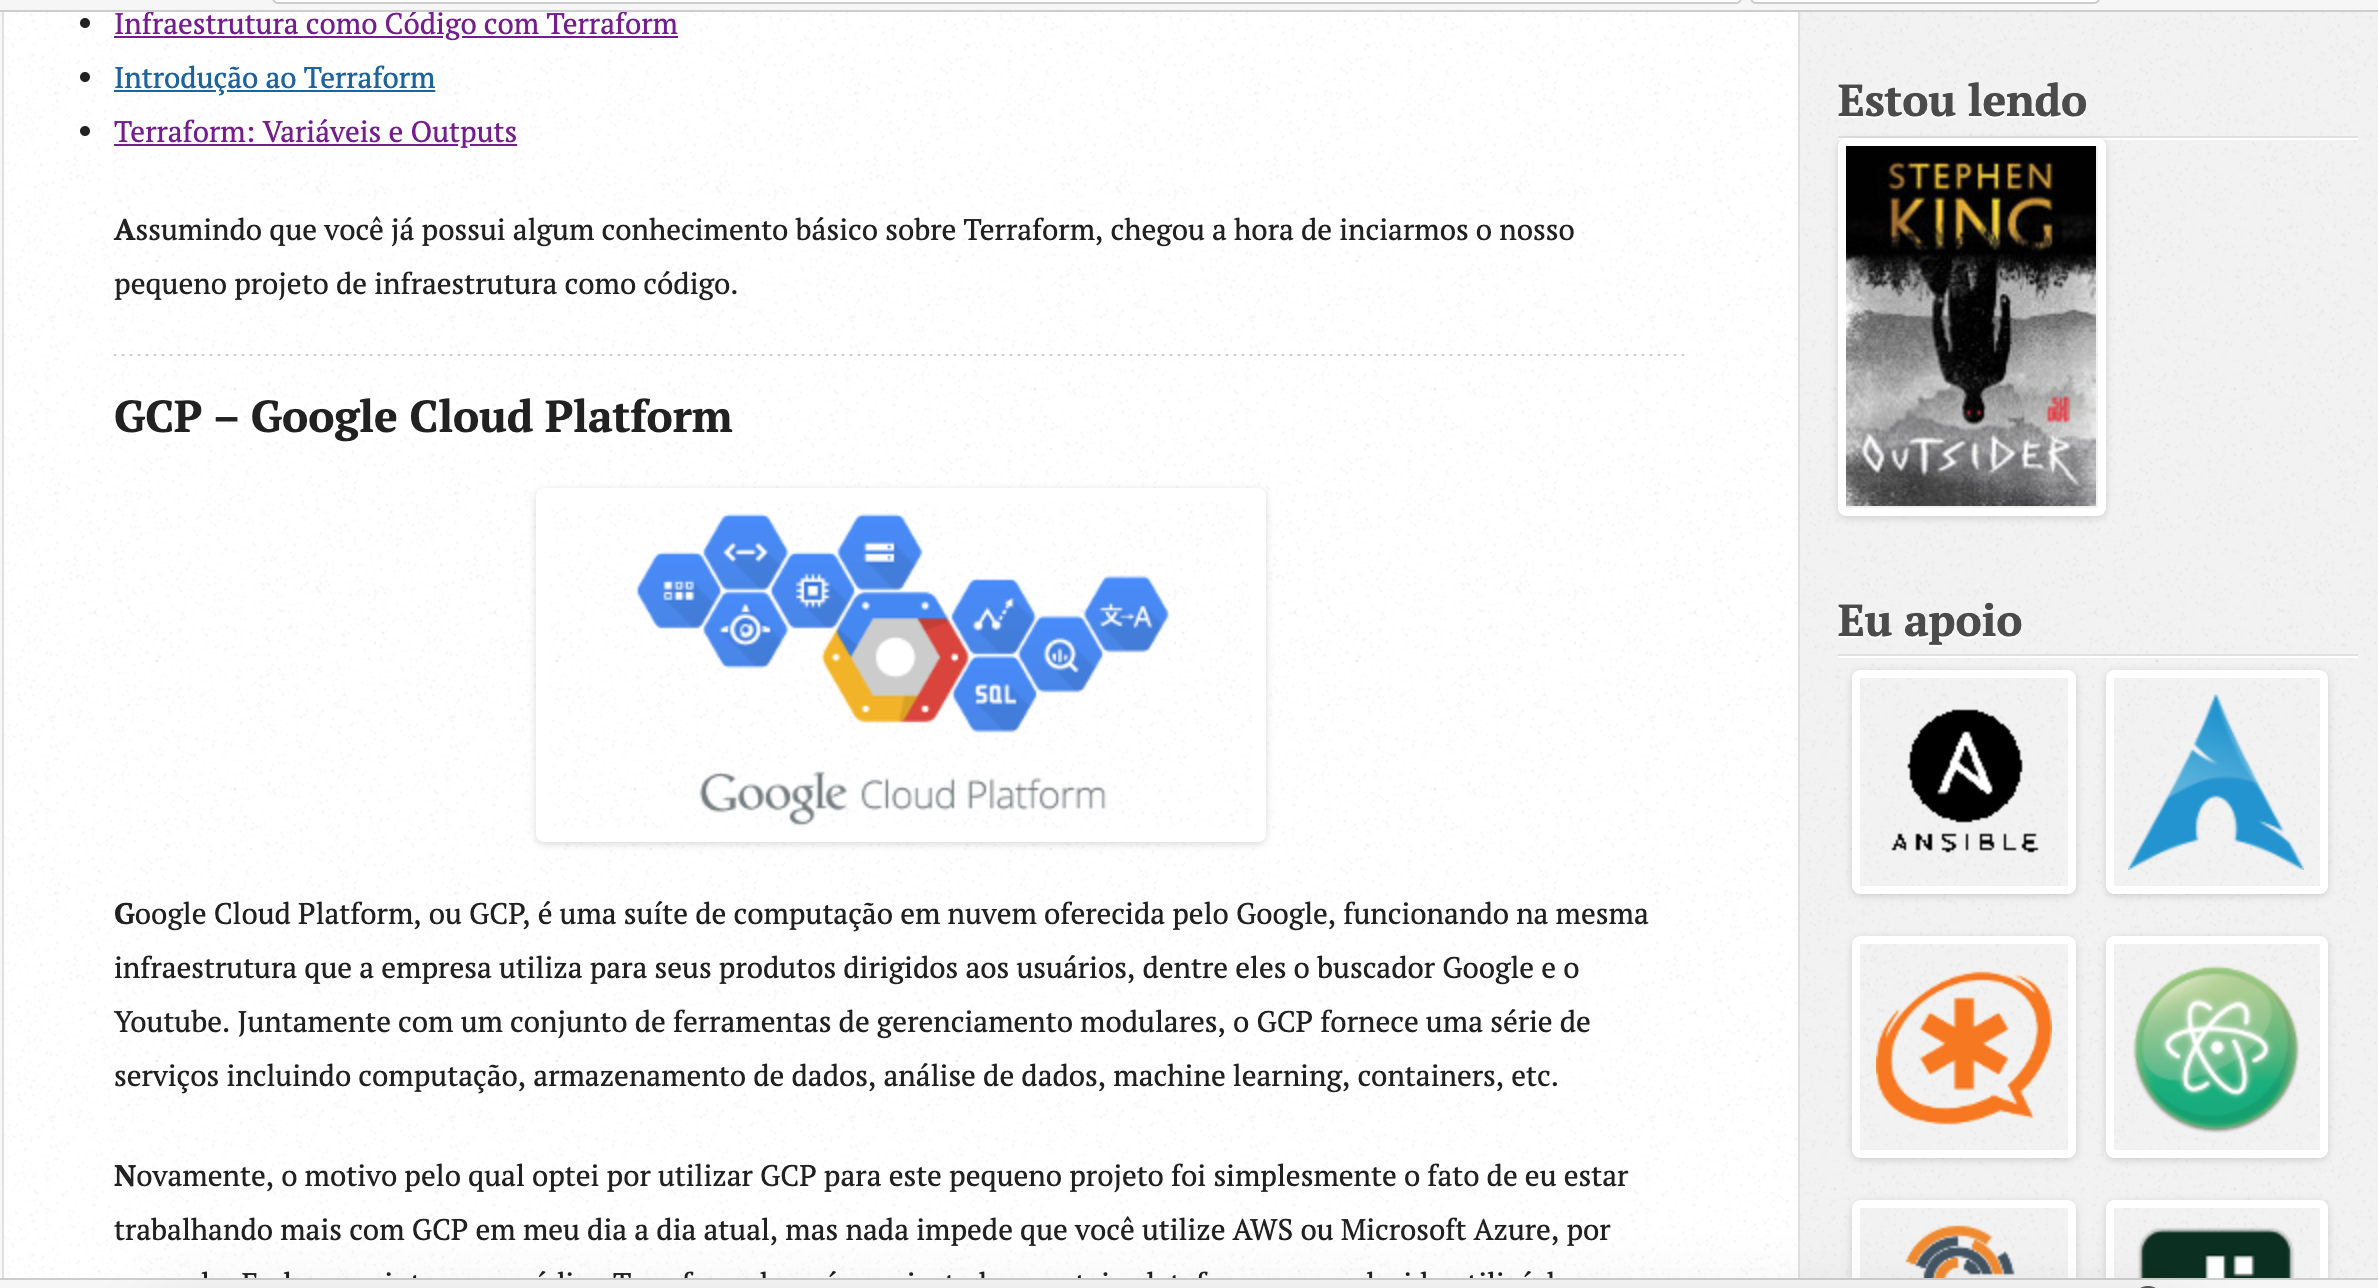 Infraestrutura como Código com Terraform
Introdução ao Terraform
Terraform: Variáveis e Outputs
Assumindo que você já possui algum conhecimento básico sobre Terraform, chegou a hora de inciarmos o nosso
pequeno projeto de infraestrutura como código.
GCP – Google Cloud Platform
SQL
文→A
Google Cloud Platform
Google Cloud Platform, ou GCP, é uma suíte de computação em nuvem oferecida pelo Google, funcionando na mesma
infraestrutura que a empresa utiliza para seus produtos dirigidos aos usuários, dentre eles o buscador Google e o
Youtube. Juntamente com um conjunto de ferramentas de gerenciamento modulares, o GCP fornece uma série de
serviços incluindo computação, armazenamento de dados, análise de dados, machine learning, containers, etc.
Novamente, o motivo pelo qual optei por utilizar GCP para este pequeno projeto foi simplesmente o fato de eu estar
trabalhando mais com GCP em meu dia a dia atual, mas nada impede que você utilize AWS ou Microsoft Azure, por
Estou lendo
STEPHEN
KING
OUTSIDER
Eu apoio
ANSIBLE